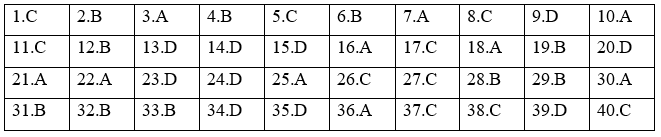 1.C 2.B 3.A 4.B 5.C 6.B 7.A 8.C 9.D 10.A
11.C 12.B 13.D 14.D 15.D 16.A 17.C 18.A 19.B 20.D
21.A 22.A 23.D 24.D 25.A 26.C 27.C 28.B 29.B 30.A
31.B 32.B 33.B 34.D 35.D 36.A 37.C 38.C 39.D 40.C